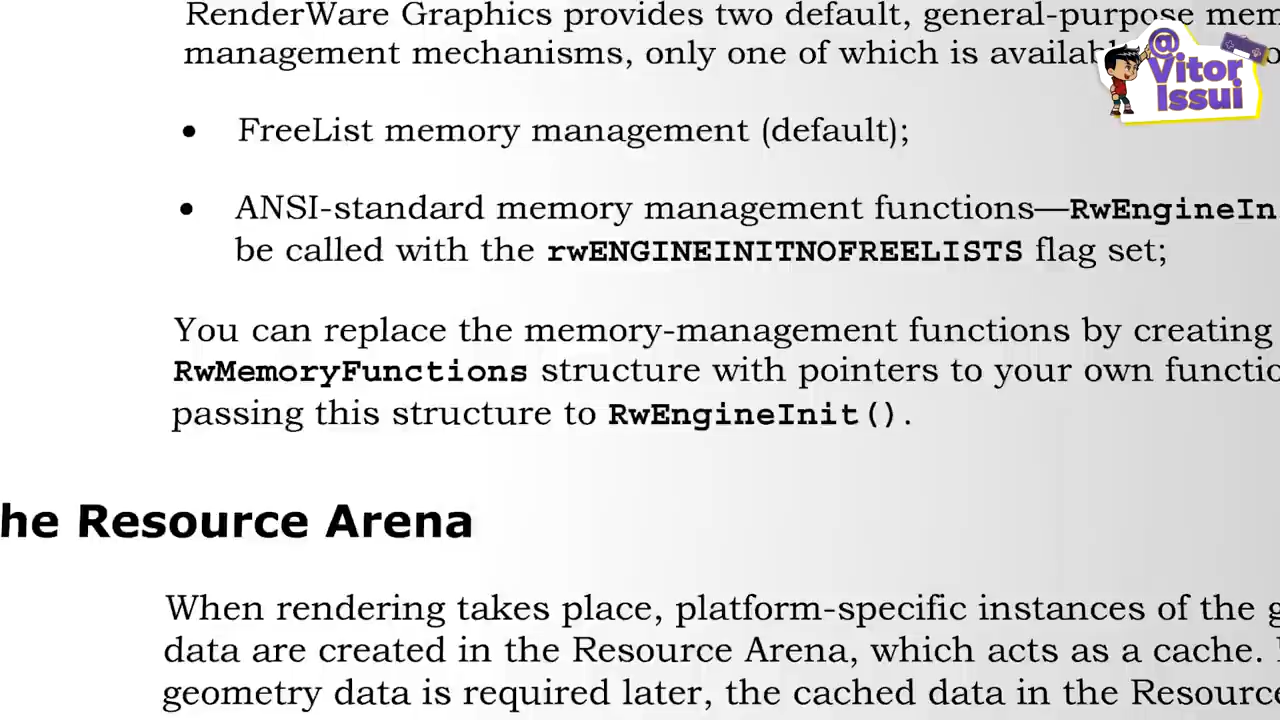 RenderWare Graphics provides two default, general-purpose
management mechanisms, only one of which is
@
Vitor
Issui
• FreeList memory management (default);
• ANSI-standard memory management functions—RwEngineIn
be called with the rwENGINEINITNOFREELISTS flag set;
You can replace the memory-management functions by creating
RwMemoryFunctions structure with pointers to your own
passing this structure to RwEngineInit().
he Resource Arena
When rendering takes place, platform-specific instances of the
data are created in the Resource Arena, which acts as a cache.
geometry data is required later, the cached data in the Resource